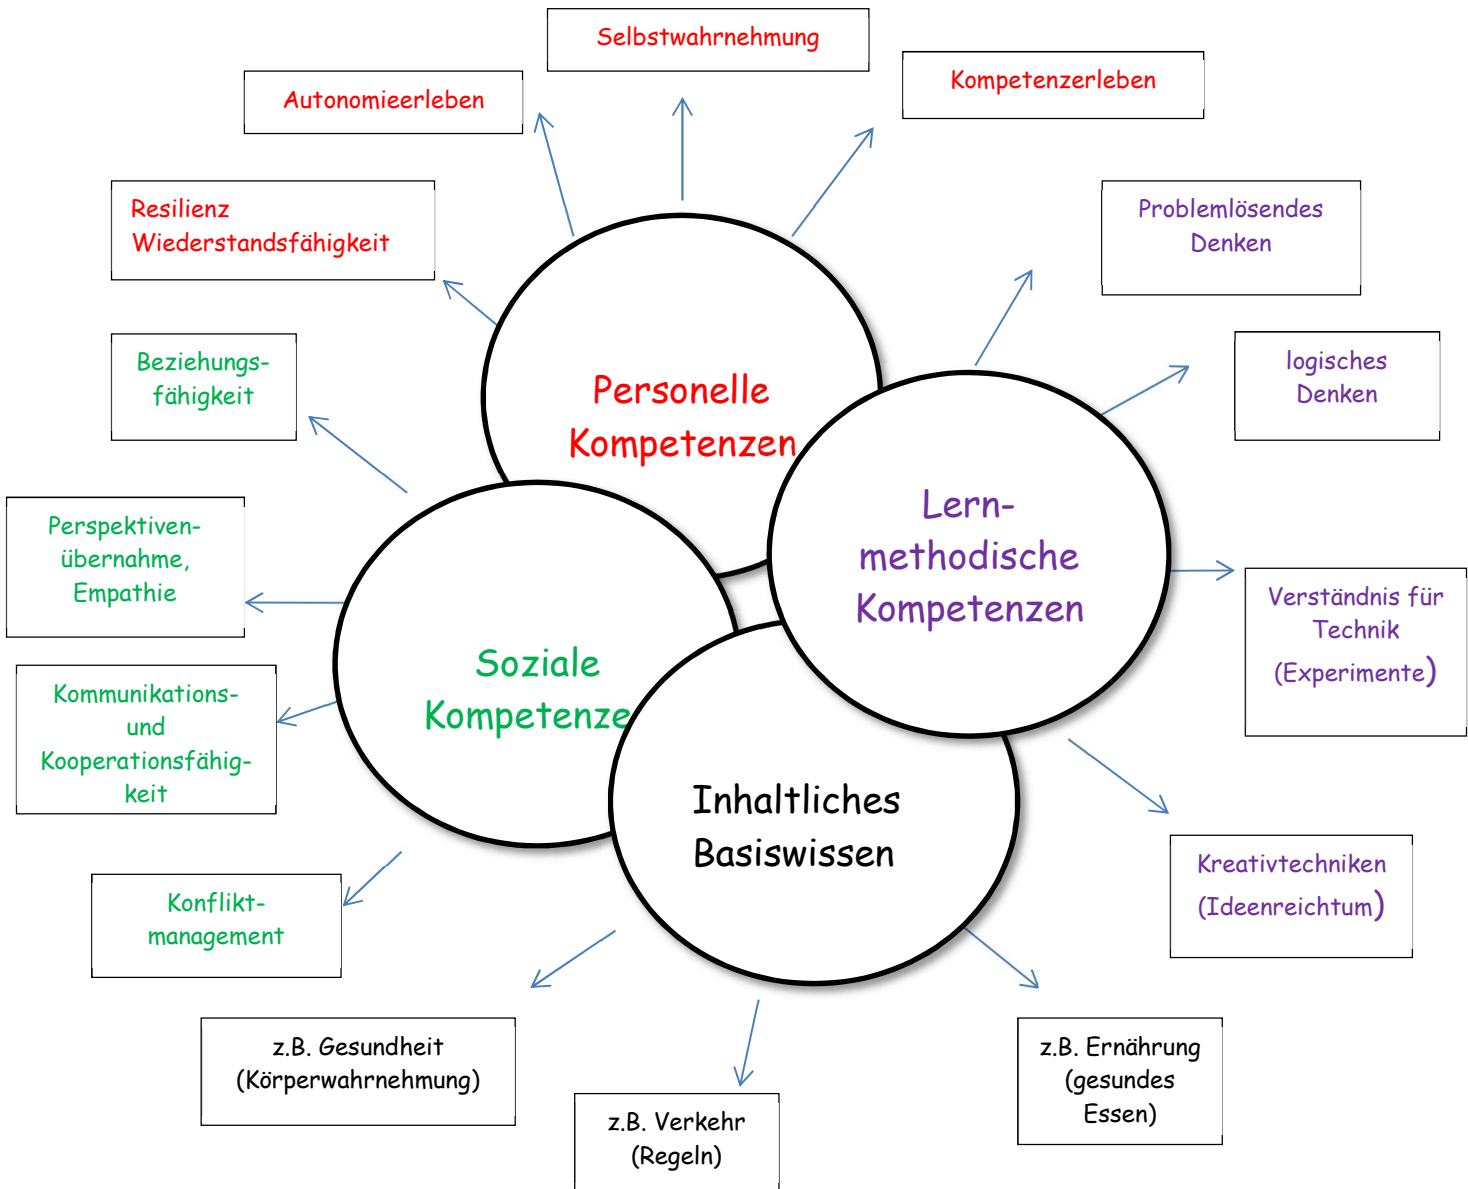 Selbstwahrnehmung
Kompetenzerleben
Autonomieerleben
Resilienz
Wiederstandsfähigkeit
Problemlösendes
Denken
Beziehungs-
fähigkeit
logisches
Denken
Personelle
Kompetenzen
Lern-
methodische
Kompetenzen
Perspektiven-
übernahme,
Empathie
Verständnis für
Technik
(Experimente)
Soziale
Kompetenze
Kommunikations-
und
Kooperationsfähig-
keit
Inhaltliches
Basiswissen
Kreativtechniken
(Ideenreichtum)
Konflikt-
management
z.B. Gesundheit
(Körperwahrnehmung)
z.B. Verkehr
(Regeln)
z.B. Ernährung
(gesundes
Essen)